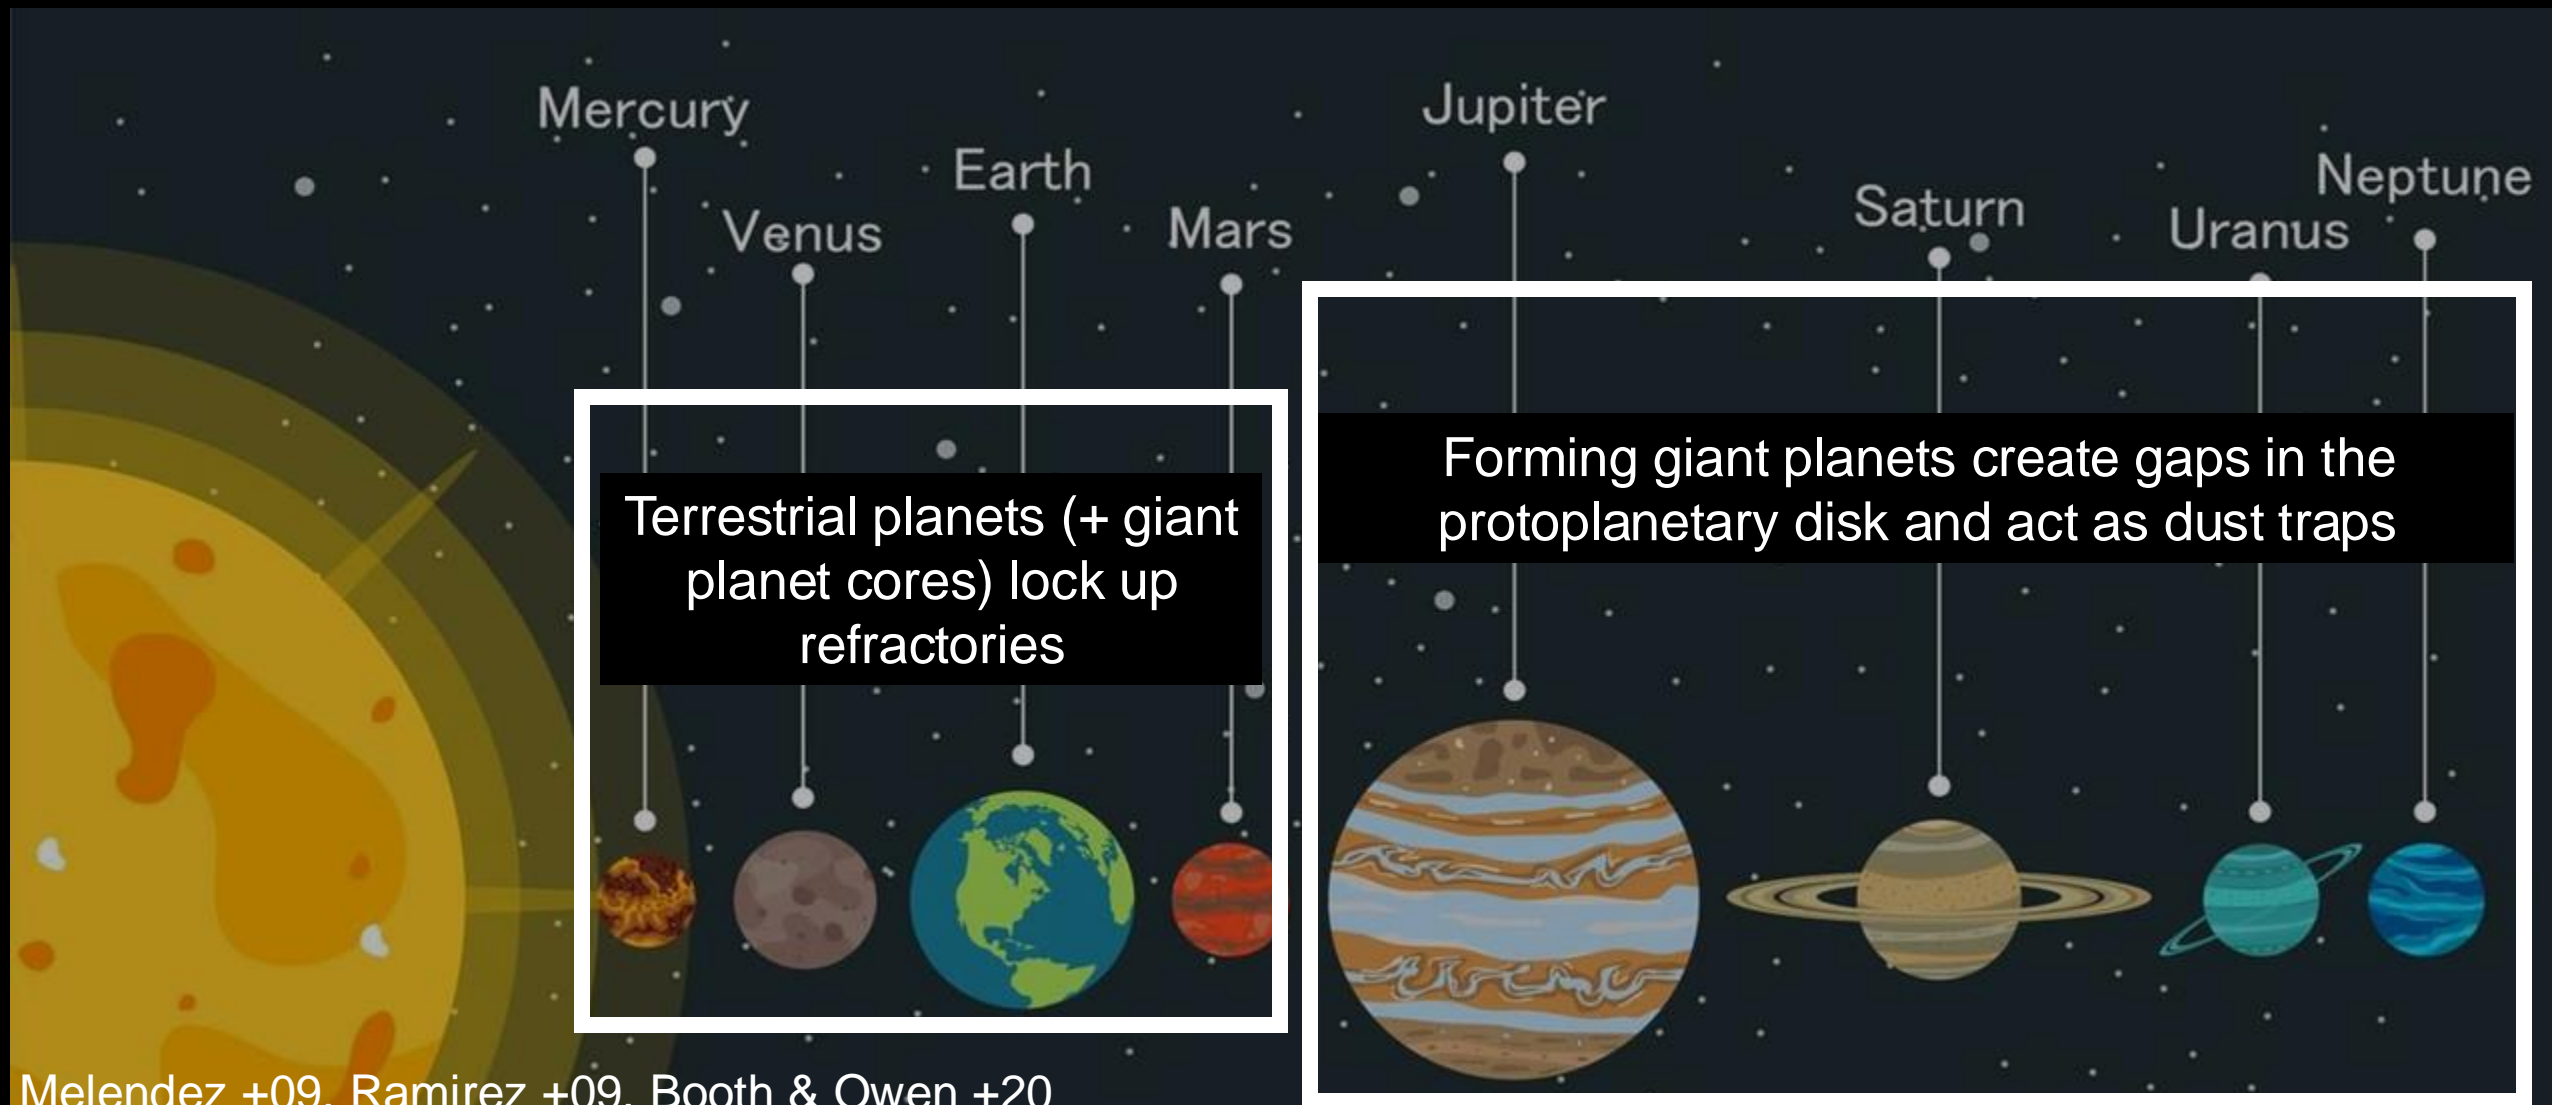 Mercury
Venus
Earth
Mars
Jupiter
Saturn
Uranus
Neptune
Terrestrial planets (+ giant
planet cores) lock up
refractories
Forming giant planets create gaps in the
protoplanetary disk and act as dust traps
Melendez +09, Ramirez +09, Booth & Owen +20